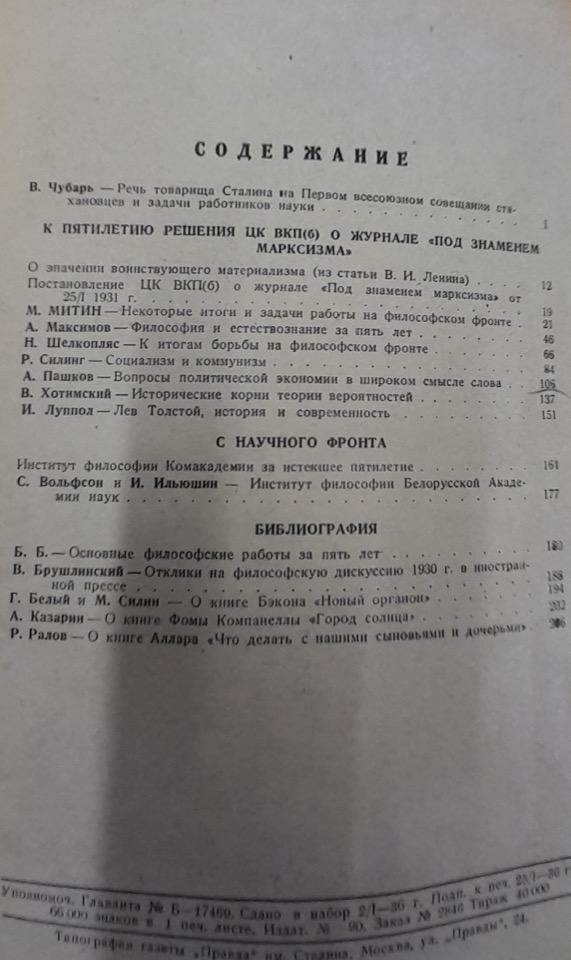 СОДЕРЖАНИЕ
В. Чубарь — Речь товарища Сталина на Первом всесоюзном совещании ста-
хановцев и задачи работников науки . . . . . . . . . . 1
К ПЯТИЛЕТИЮ РЕШЕНИЯ ЦК ВКП(б) О ЖУРНАЛЕ «ПОД ЗНАМЕНЕМ
МАРКСИЗМА»
О значении воинствующего материализма (из статьи В. И. Ленина) . . . . 12
Постановление ЦК ВКП(б) о журнале «Под знаменем марксизма» от
25/I 1931 г. . . . . . . . . . . . . . . . . . 19
М. МИТИН — Некоторые итоги и задачи работы на философском фронте . 21
А. Максимов — Философия и естествознание за пять лет . . . . . . 46
Н. Шелкопляс — К итогам борьбы на философском фронте . . . . . 66
Р. Силинг — Социализм и коммунизм . . . . . . . . . . . . 84
А. Пашков — Вопросы политической экономии в широком смысле слова . 106
В. Хотимский — Исторические корни теории вероятностей . . . . . . 137
И. Луппол — Лев Толстой, история и современность . . . . . . . 151
С НАУЧНОГО ФРОНТА
Институт философии Комакадемии за истекшее пятилетие . . . . . . 161
С. Вольфсон и И. Ильюшин — Институт философии Белорусской Акаде-
мии наук . . . . . . . . . . . . . . . . . 177
БИБЛИОГРАФИЯ
Б. Б. — Основные философские работы за пять лет . . . . . . . . 180
В. Брушлинский — Отклики на философскую дискуссию 1930 г. в иностран-
ной прессе . . . . . . . . . . . . . . . . . 188
Г. Белый и М. Силин — О книге Бэкона «Новый органон» . . . . . . 194
А. Казарин — О книге Фомы Компанеллы «Город солнца» . . . . . . 202
Р. Ралов — О книге Аллара «Что делать с нашими сыновьями и дочерьми» .
Уполномоч. Главлита № Б—17460. Сдано в набор 2/I—36 г. Подп. к печ. 23/I—36 г.
66 000 знаков в 1 печ. листе. Издат. № 90. Заказ № 2846 Тираж 40 000
Типография газеты „Правда" им. Сталина, Москва, ул. „Правды", 24.